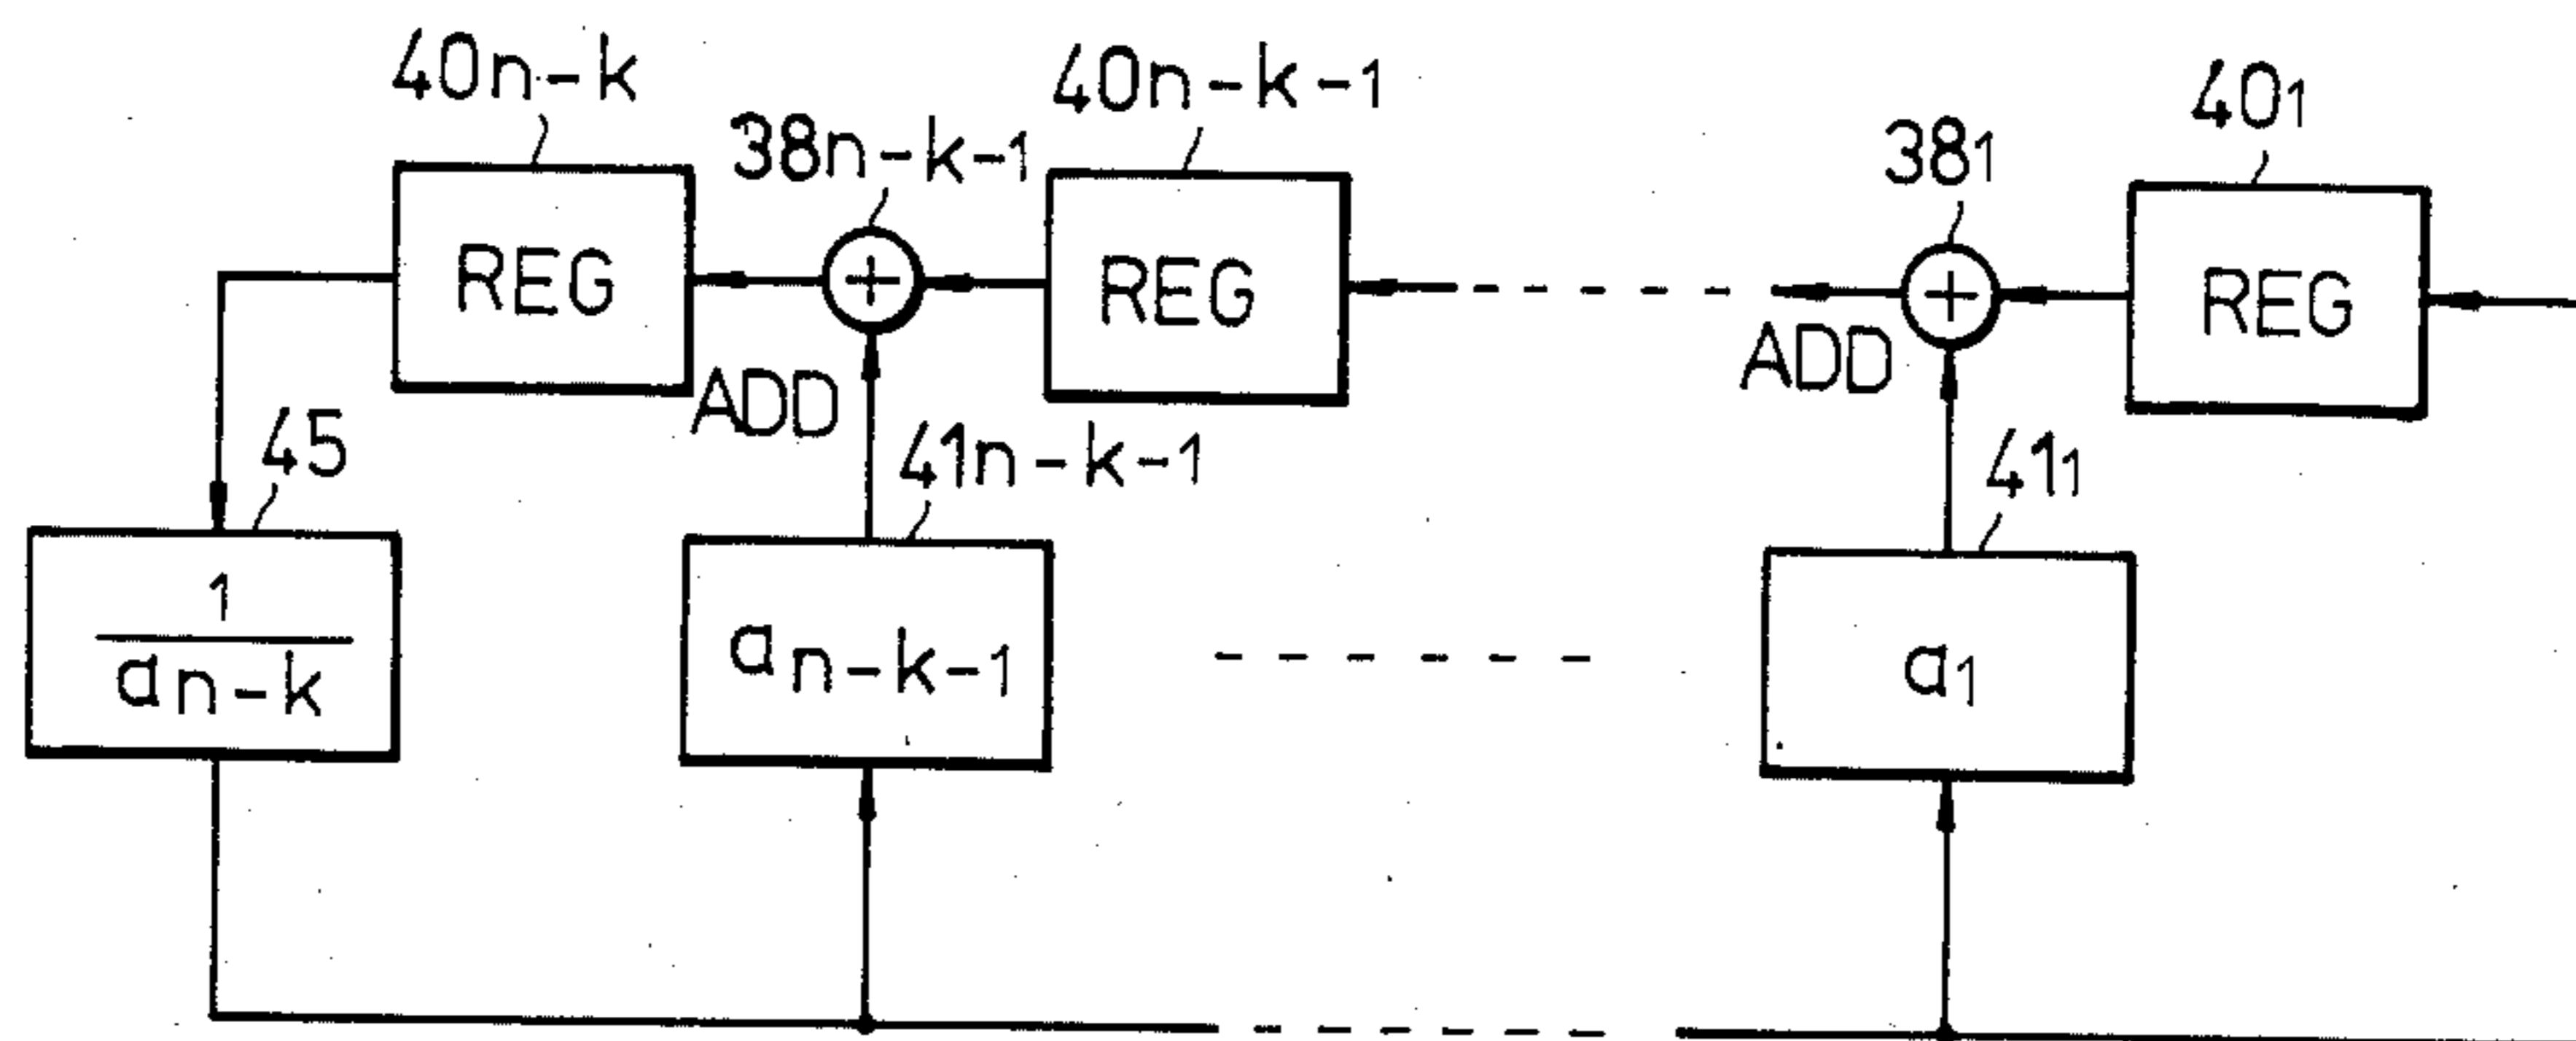 40n-k
38n-k-1
40n-k-1
381
401
REG
+
REG
+
REG
ADD
ADD
45
41n-k-1
411
1
an-k
an-k-1
a1